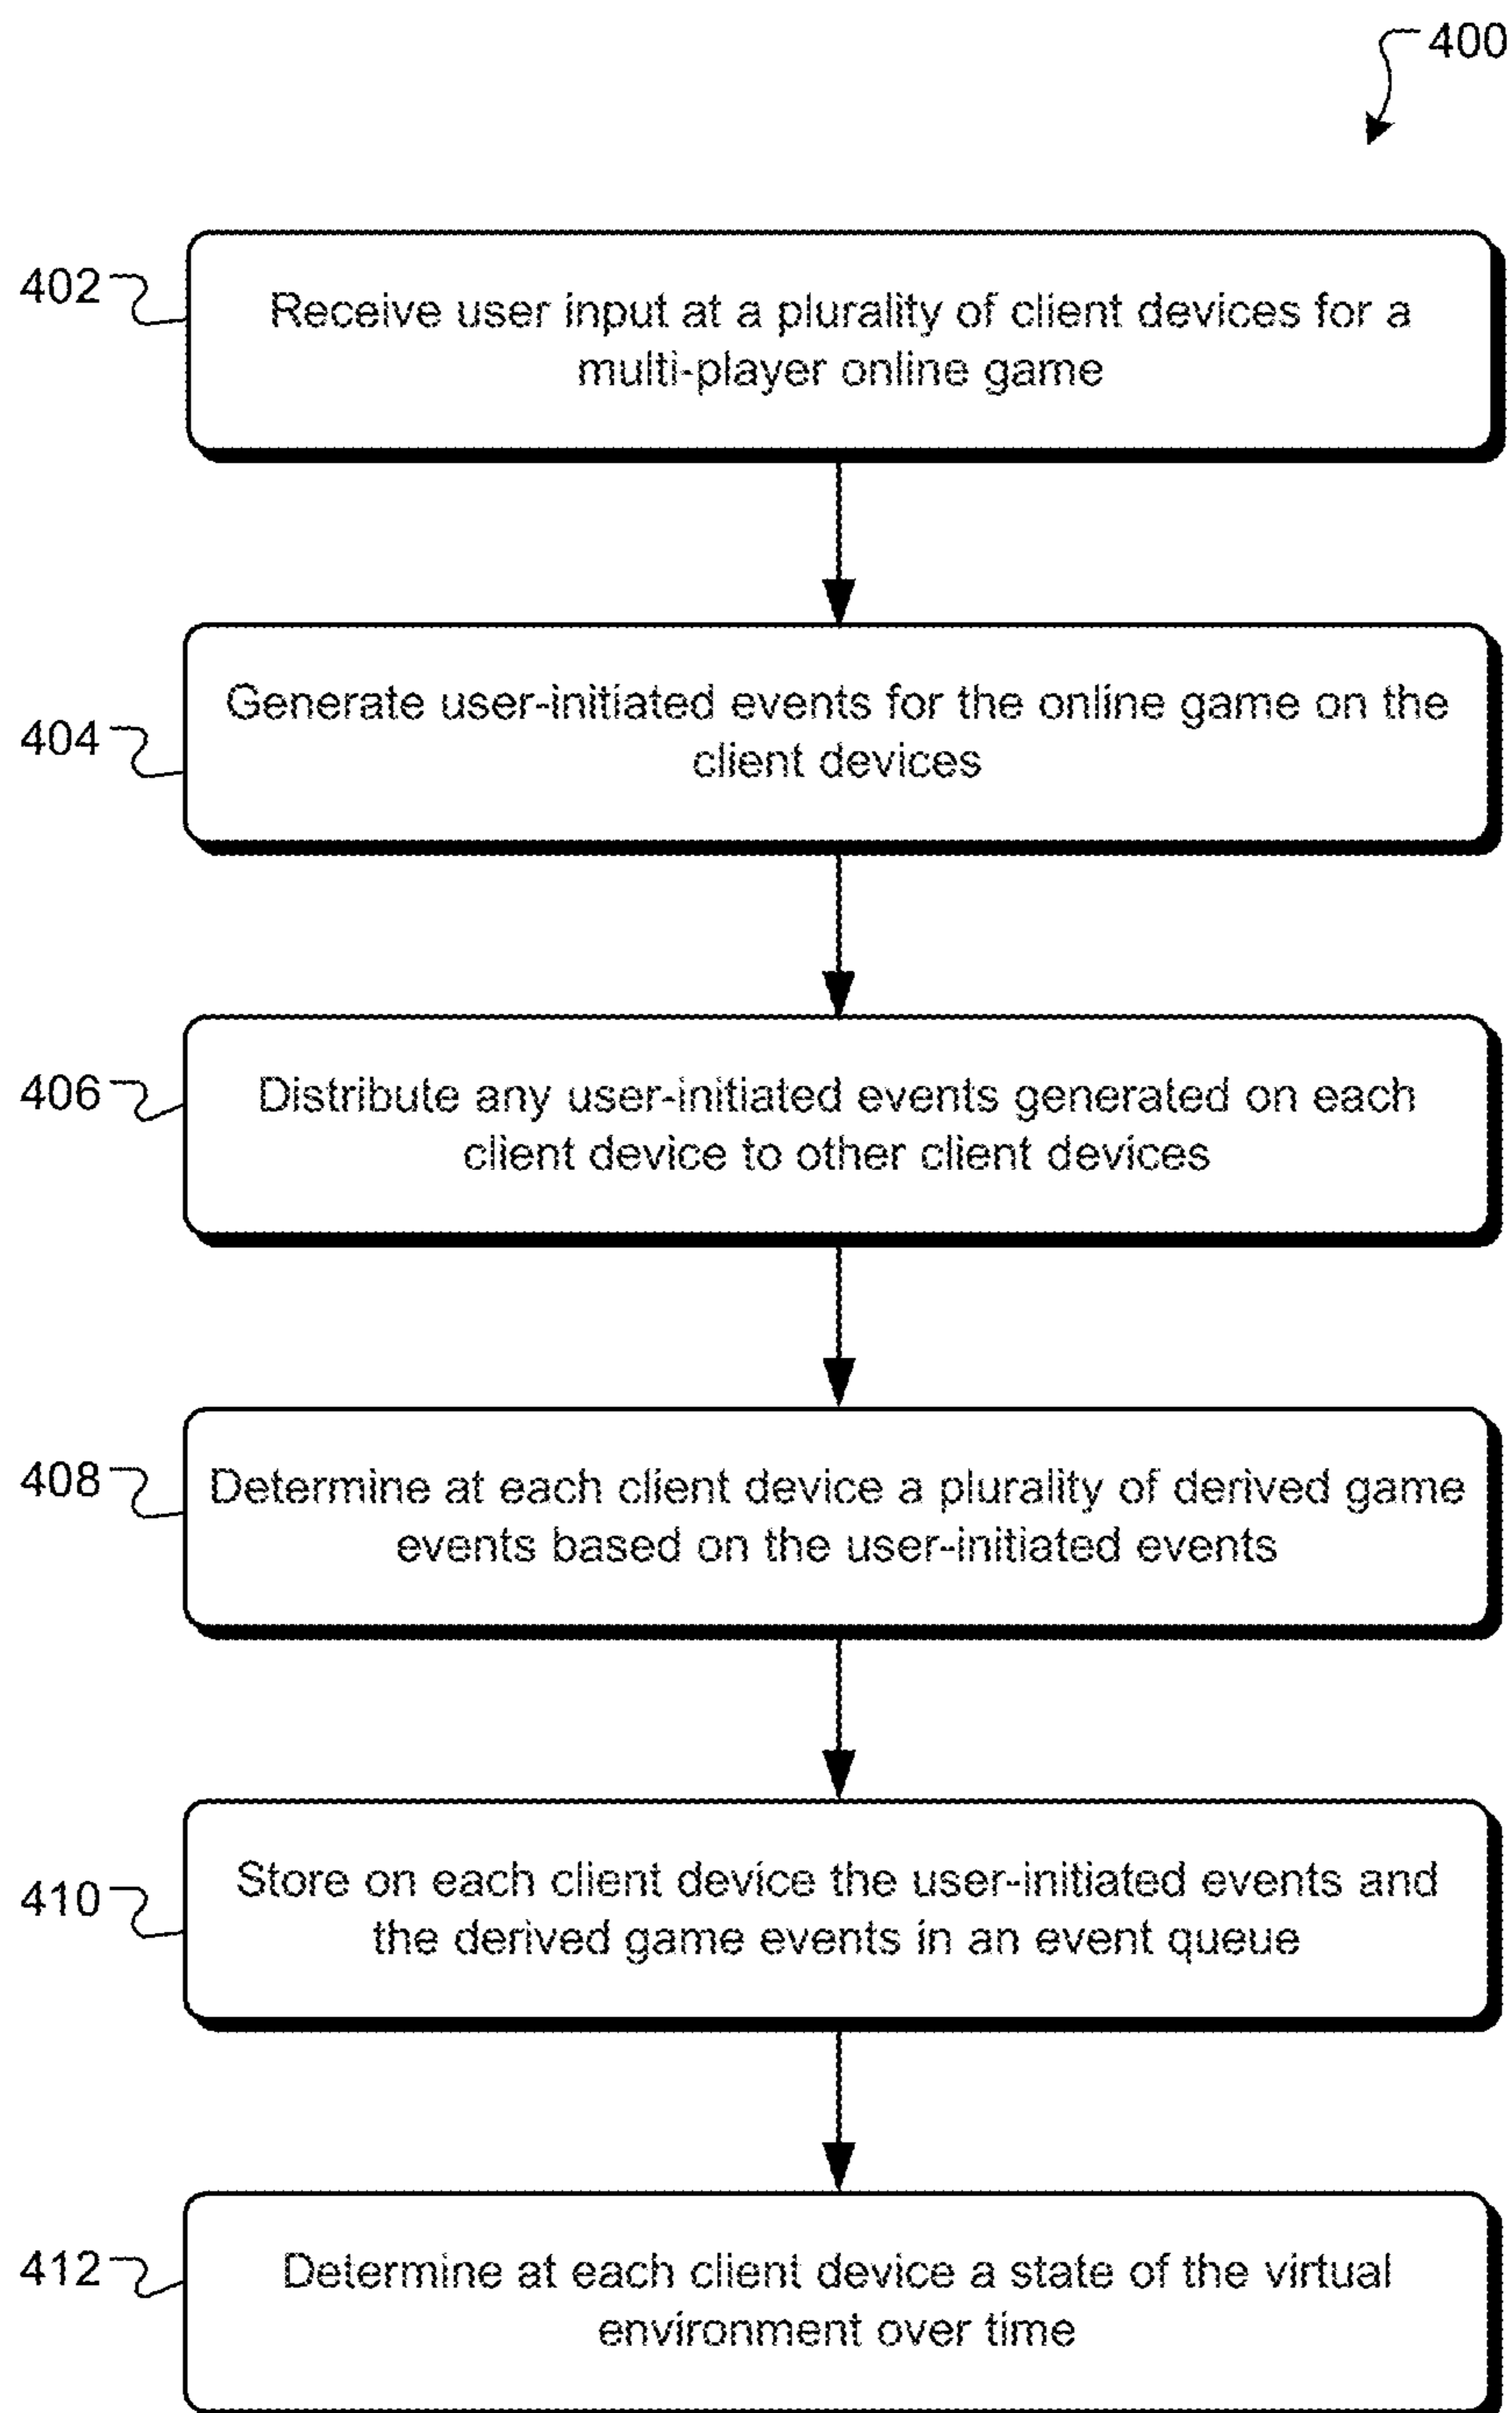 400
402
Receive user input at a plurality of client devices for a
multi-player online game
404
Generate user-initiated events for the online game on the
client devices
406
Distribute any user-initiated events generated on each
client device to other client devices
408
Determine at each client device a plurality of derived game
events based on the user-initiated events
410
Store on each client device the user-initiated events and
the derived game events in an event queue
412
Determine at each client device a state of the virtual
environment over time